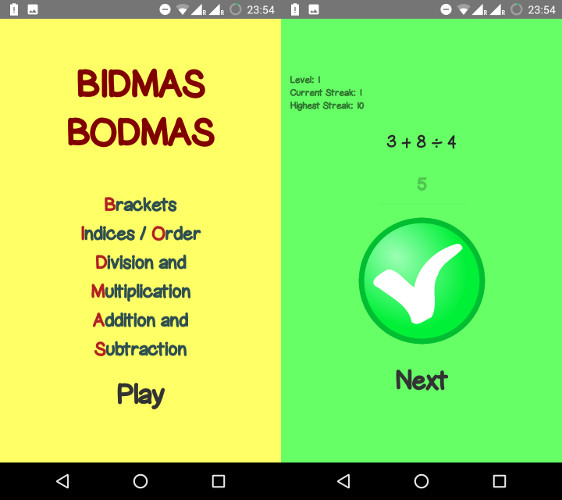 23:54
BIDMAS
BODMAS
Brackets
Indices / Order
Division and
Multiplication
Addition and
Subtraction
Play
23:54
Level: 1
Current Streak: 1
Highest Streak: 10
3 + 8 ÷ 4
5
Next